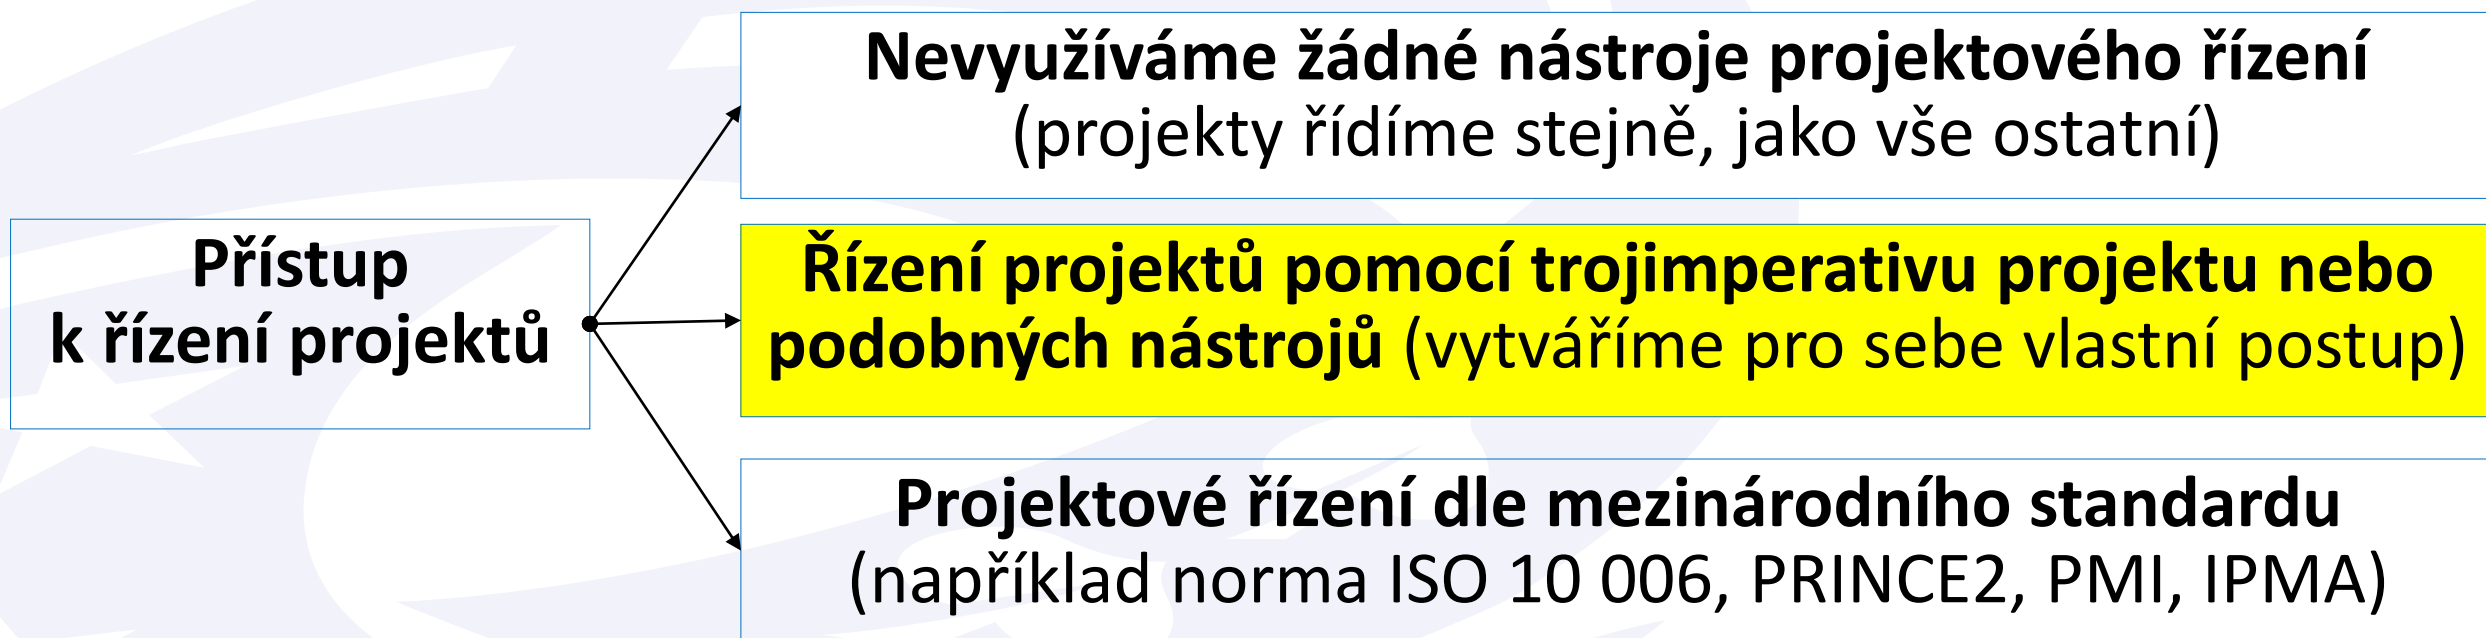 Nevyužíváme žádné nástroje projektového řízení
(projekty řídíme stejně, jako vše ostatní)
Přístup
k řízení projektů
Řízení projektů pomocí trojimperativu projektu nebo
podobných nástrojů (vytváříme pro sebe vlastní postup)
Projektové řízení dle mezinárodního standardu
(například norma ISO 10 006, PRINCE2, PMI, IPMA)